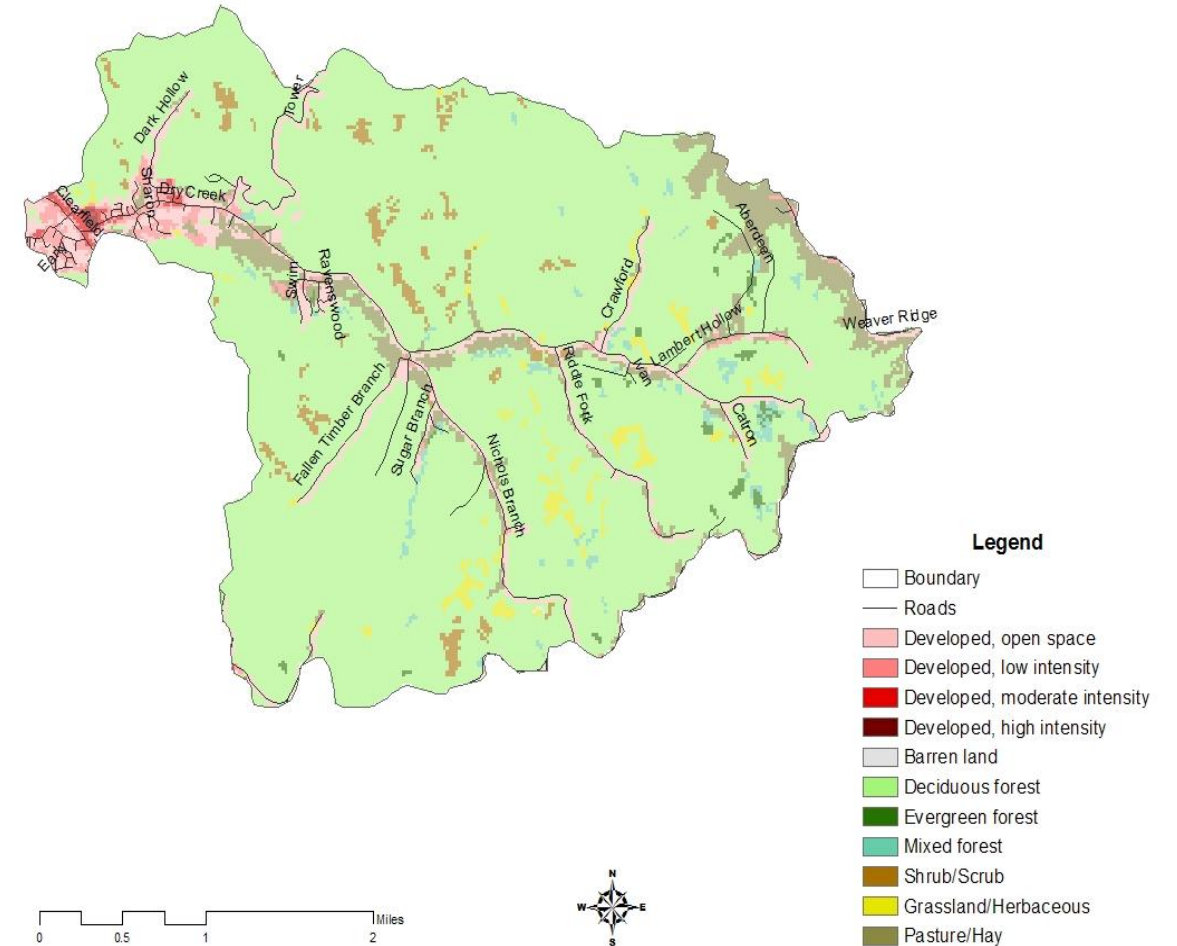 Tower
Dark Hollow
Sharon
Dry Creek
Clearfield
Early
Swim
Ravenswood
Aberdeen
Crawford
Weaver Ridge
Lambert Hollow
Iwan
Riddle Fork
Fallen Timber Branch
Sugar Branch
Catron
Nichols Branch
Legend
Boundary
Roads
Developed, open space
Developed, low intensity
Developed, moderate intensity
Developed, high intensity
Barren land
Deciduous forest
Evergreen forest
Mixed forest
Shrub/Scrub
Grassland/Herbaceous
Pasture/Hay
N
W E
S
Miles
0 0.5 1 2